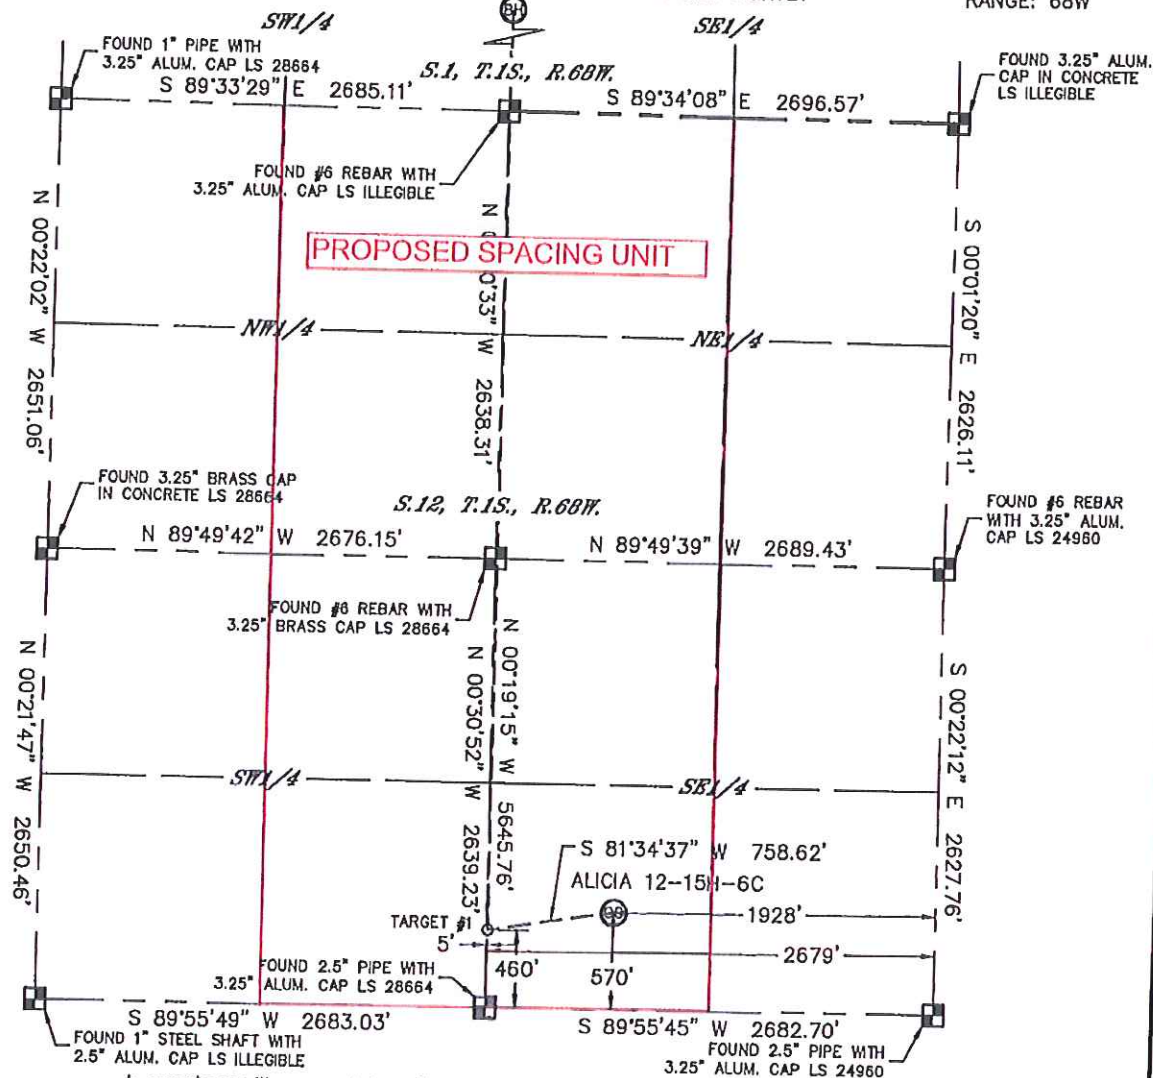 RANGE: 68W
SW1/4
BH
SE1/4
FOUND 1" PIPE WITH
3.25" ALUM. CAP LS 28664
S.1, T.1S., R.68W.
FOUND 3.25" ALUM.
CAP IN CONCRETE
LS ILLEGIBLE
S 89°33'29" E 2685.11'
S 89°34'08" E 2696.57'
FOUND #6 REBAR WITH
3.25" ALUM. CAP LS ILLEGIBLE
N 00°22'02" W 2651.06'
N 0 0'33" W 2638.31'
S 00°01'20" E 2626.11'
PROPOSED SPACING UNIT
NW1/4
NE1/4
FOUND 3.25" BRASS CAP
IN CONCRETE LS 28664
S.12, T.1S., R.68W.
FOUND #6 REBAR
WITH 3.25" ALUM.
CAP LS 24960
N 89°49'42" W 2676.15'
N 89°49'39" W 2689.43'
FOUND #6 REBAR WITH
3.25" BRASS CAP LS 28664
N 00°21'47" W 2650.46'
N 00°30'52" W 2639.23'
N 00°19'15" W 5645.76'
S 00°22'12" E 2627.76'
SW1/4
SE1/4
S 81°34'37" W 758.62'
ALICIA 12-15H-6C
TARGET #1
1928'
5'
2679'
460'
570'
FOUND 2.5" PIPE WITH
3.25" ALUM. CAP LS 28664
S 89°55'49" W 2683.03'
S 89°55'45" W 2682.70'
FOUND 1" STEEL SHAFT WITH
2.5" ALUM. CAP LS ILLEGIBLE
FOUND 2.5" PIPE WITH
3.25" ALUM. CAP LS 24960